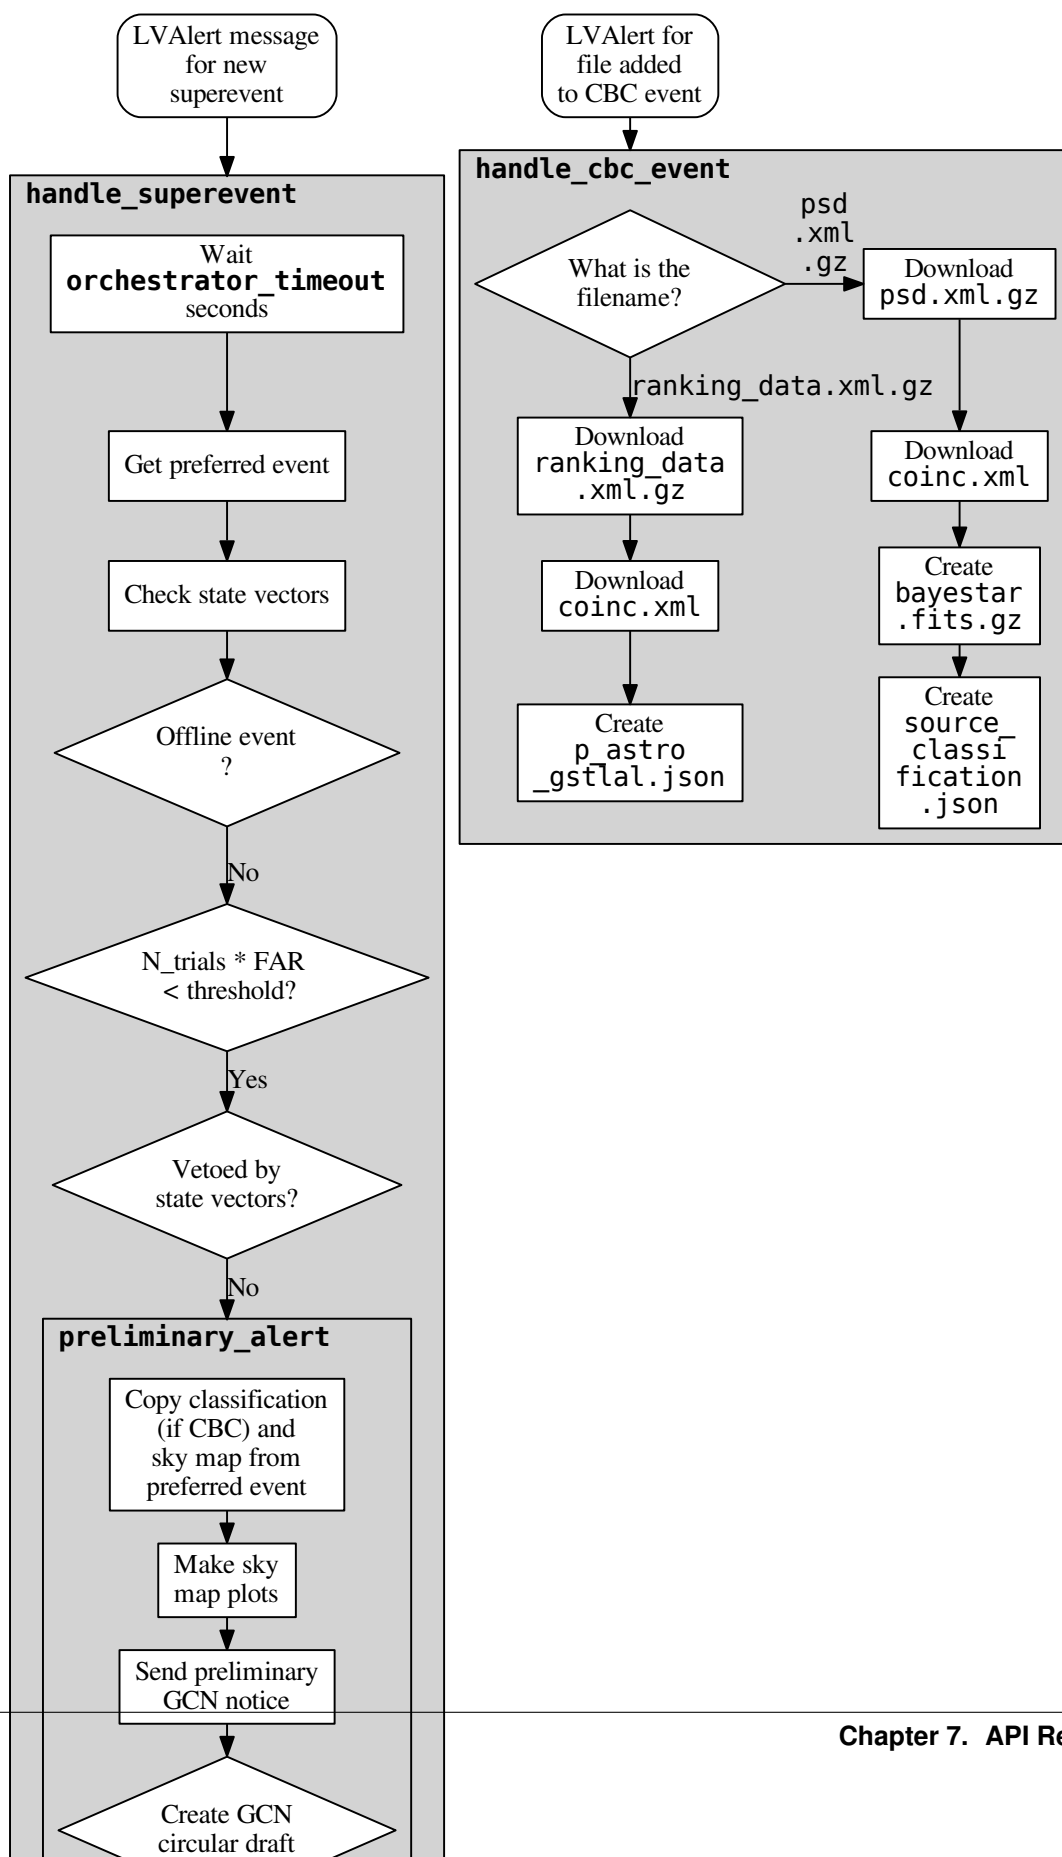 LVAlert message
for new
superevent
handle_superevent
Wait
orchestrator_timeout
seconds
Get preferred event
Check state vectors
Offline event
?
No
N_trials * FAR
< threshold?
Yes
Vetoed by
state vectors?
No
preliminary_alert
Copy classification
(if CBC) and
sky map from
preferred event
Make sky
map plots
Send preliminary
GCN notice
Create GCN
circular draft
LVAlert for
file added
to CBC event
handle_cbc_event
What is the
filename?
psd
.xml
.gz
Download
psd.xml.gz
ranking_data.xml.gz
Download
ranking_data
.xml.gz
Download
coinc.xml
Create
p_astro
_gstlal.json
Download
coinc.xml
Create
bayestar
.fits.gz
Create
source_
classi
fication
.json
Chapter 7. API Re